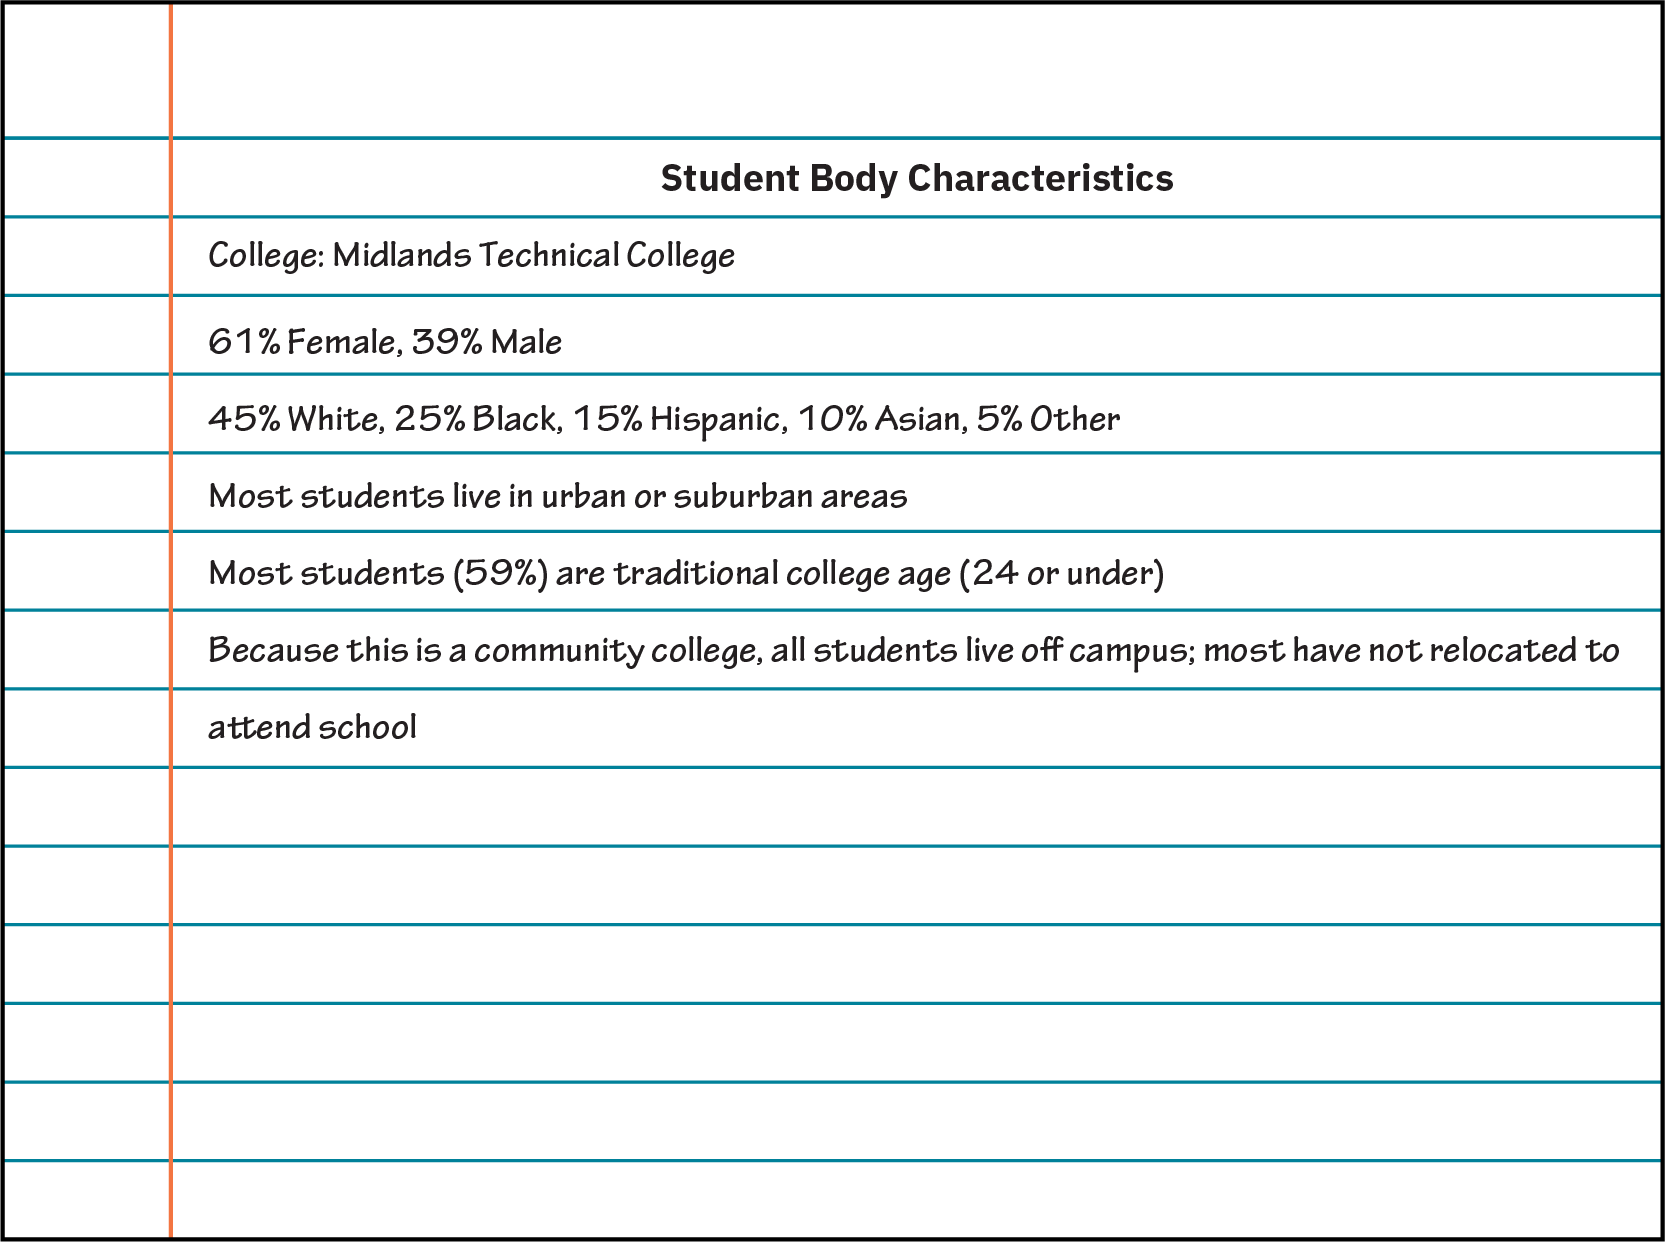 Student Body Characteristics
College: Midlands Technical College
61% Female, 39% Male
45% White, 25% Black, 15% Hispanic, 10% Asian, 5% Other
Most students live in urban or suburban areas
Most students (59%) are traditional college age (24 or under)
Because this is a community college, all students live off campus; most have not relocated to
attend school